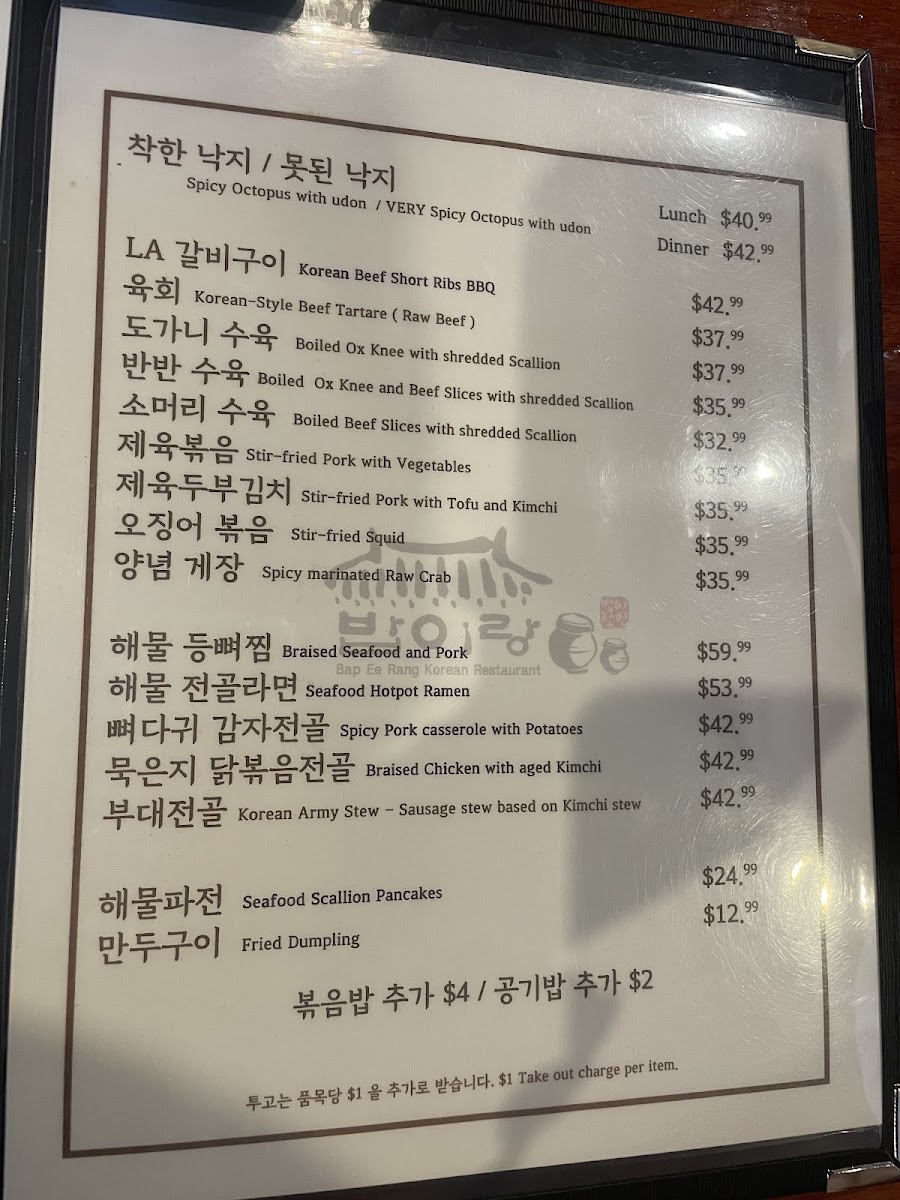 착한 낙지 / 못된 낙지
Spicy Octopus with udon / VERY Spicy Octopus with udon
Lunch $40.99
Dinner $42.99
LA 갈비구이 Korean Beef Short Ribs BBQ $42.99
육회 Korean-Style Beef Tartare ( Raw Beef ) $37.99
도가니 수육 Boiled Ox Knee with shredded Scallion $37.99
반반 수육 Boiled Ox Knee and Beef Slices with shredded Scallion $35.99
소머리 수육 Boiled Beef Slices with shredded Scallion $32.99
제육볶음 Stir-fried Pork with Vegetables $35.99
제육두부김치 Stir-fried Pork with Tofu and Kimchi $35.99
오징어 볶음 Stir-fried Squid $35.99
양념 게장 Spicy marinated Raw Crab $35.99
밥이랑
Bap Ee Rang Korean Restaurant
해물 등뼈찜 Braised Seafood and Pork $59.99
해물 전골라면 Seafood Hotpot Ramen $53.99
뼈다귀 감자전골 Spicy Pork casserole with Potatoes $42.99
묵은지 닭볶음전골 Braised Chicken with aged Kimchi $42.99
부대전골 Korean Army Stew - Sausage stew based on Kimchi stew $42.99
해물파전 Seafood Scallion Pancakes $24.99
만두구이 Fried Dumpling $12.99
볶음밥 추가 $4 / 공기밥 추가 $2
투고는 품목당 $1 을 추가로 받습니다. $1 Take out charge per item.